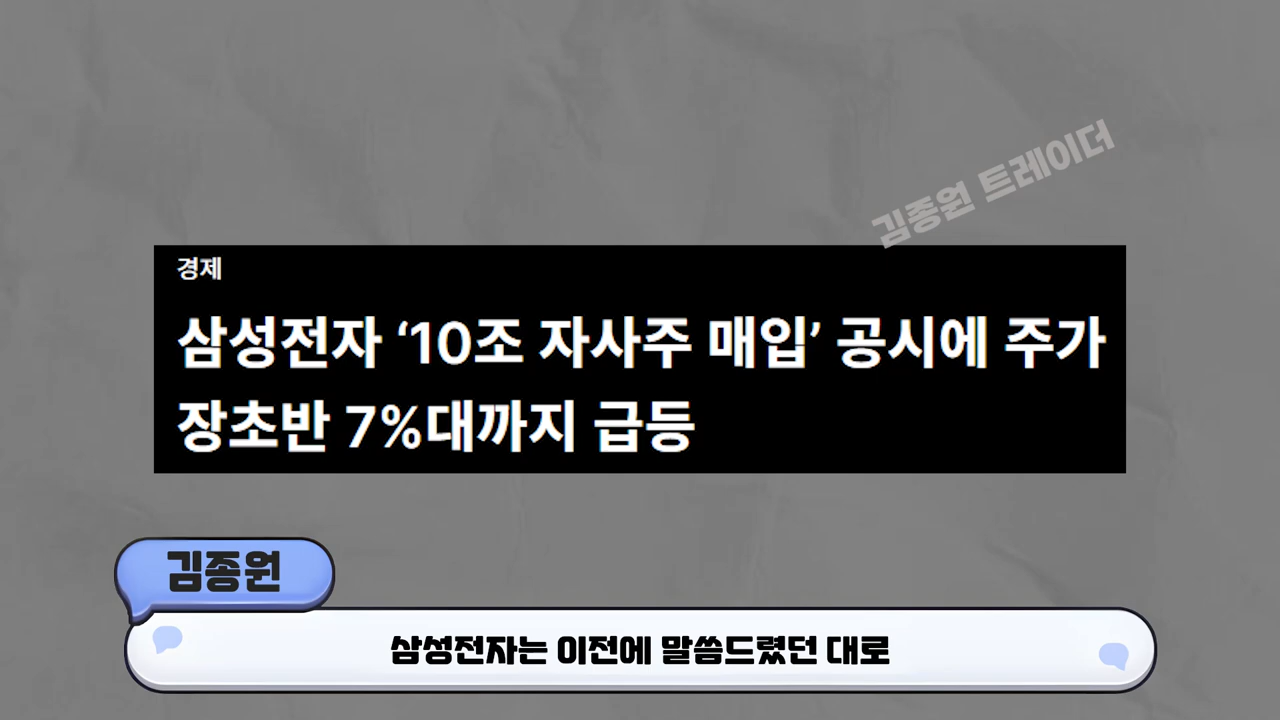 김종원 트레이더
경제
삼성전자 ‘10조 자사주 매입’ 공시에 주가
장초반 7%대까지 급등
김종원
삼성전자는 이전에 말씀드렸던 대로